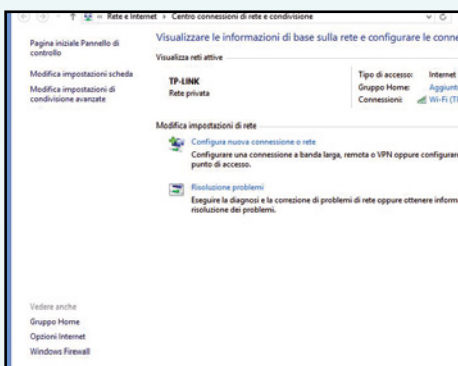 « Rete e Internet › Centro connessioni di rete e condivisione
Pagina iniziale Pannello di
controllo
Modifica impostazioni scheda
Modifica impostazioni di
condivisione avanzate
Vedere anche
Gruppo Home
Opzioni Internet
Windows Firewall
Visualizzare le informazioni di base sulla rete e configurare le conne
Visualizza reti attive
TP-LINK
Rete privata
Tipo di accesso: Internet
Gruppo Home: Aggiunt
Connessioni: Wi-Fi (T
Modifica impostazioni di rete
Configura nuova connessione o rete
Configurare una connessione a banda larga, remota o VPN oppure configurare
punto di accesso.
Risoluzione problemi
Eseguire la diagnosi e la correzione di problemi di rete oppure ottenere inform
risoluzione dei problemi.